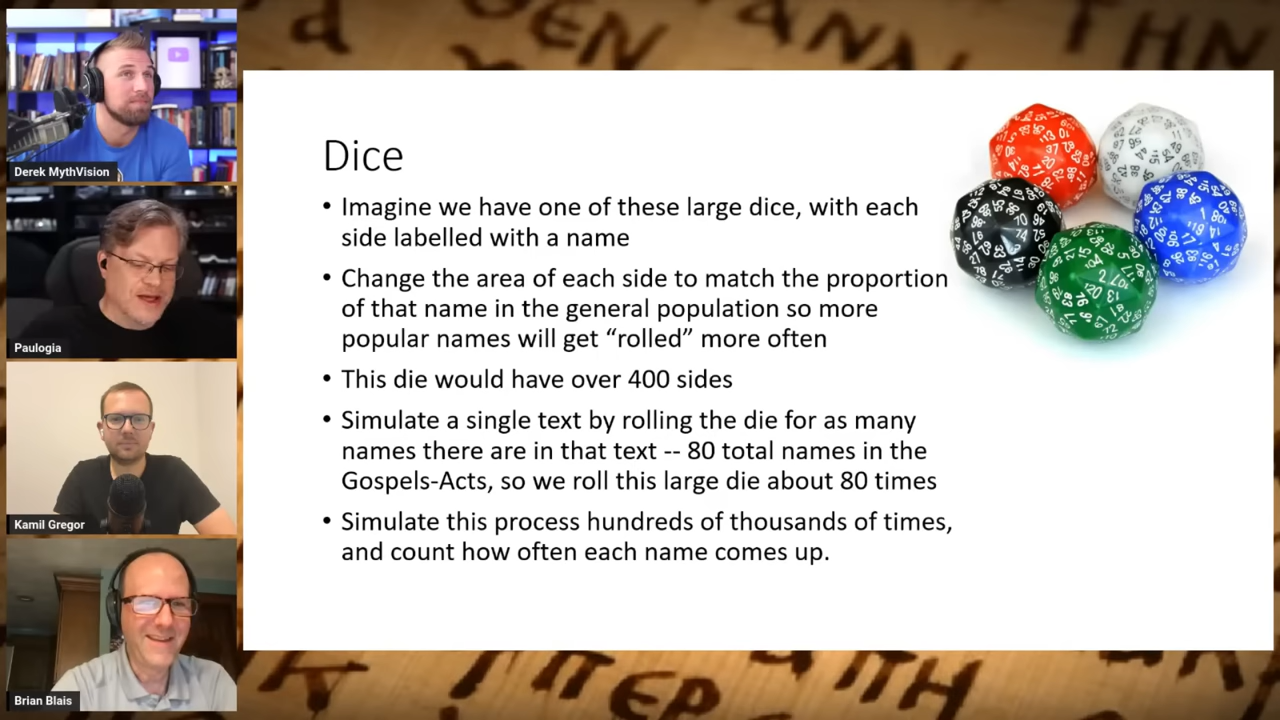 Derek MythVision
Paulogia
Kamil Gregor
Brian Blais
Dice
• Imagine we have one of these large dice, with each
side labelled with a name
• Change the area of each side to match the proportion
of that name in the general population so more
popular names will get “rolled” more often
• This die would have over 400 sides
• Simulate a single text by rolling the die for as many
names there are in that text -- 80 total names in the
Gospels-Acts, so we roll this large die about 80 times
• Simulate this process hundreds of thousands of times,
and count how often each name comes up.